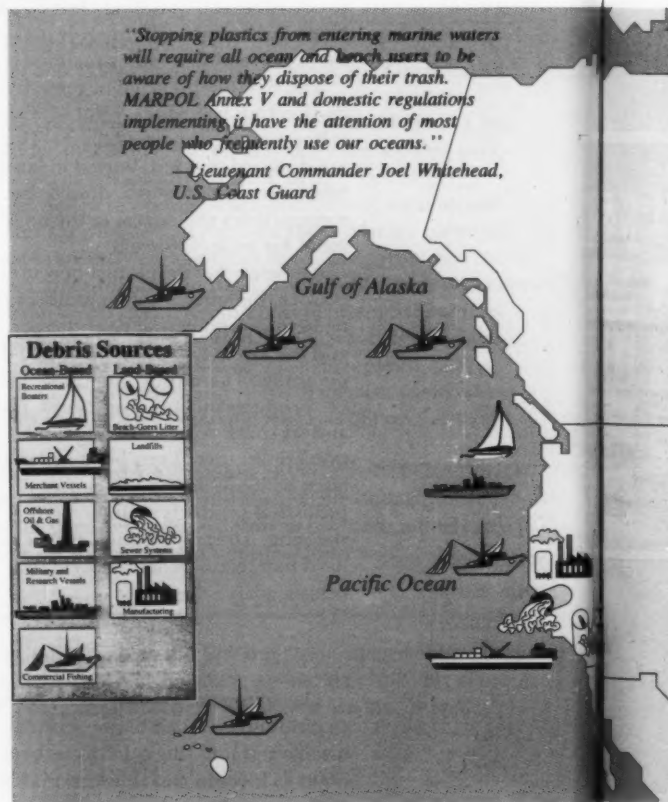 "Stopping plastics from entering marine waters
will require all ocean and beach users to be
aware of how they dispose of their trash.
MARPOL Annex V and domestic regulations
implementing it have the attention of most
people who frequently use our oceans."
—Lieutenant Commander Joel Whitehead,
U.S. Coast Guard
Gulf of Alaska
Debris Sources
Ocean-Based Land-Based
Recreational
Boaters
Beach-Goers Litter
Merchant Vessels
Landfills
Offshore
Oil & Gas
Sewer Systems
Military and
Research Vessels
Manufacturing
Commercial Fishing
Pacific Ocean